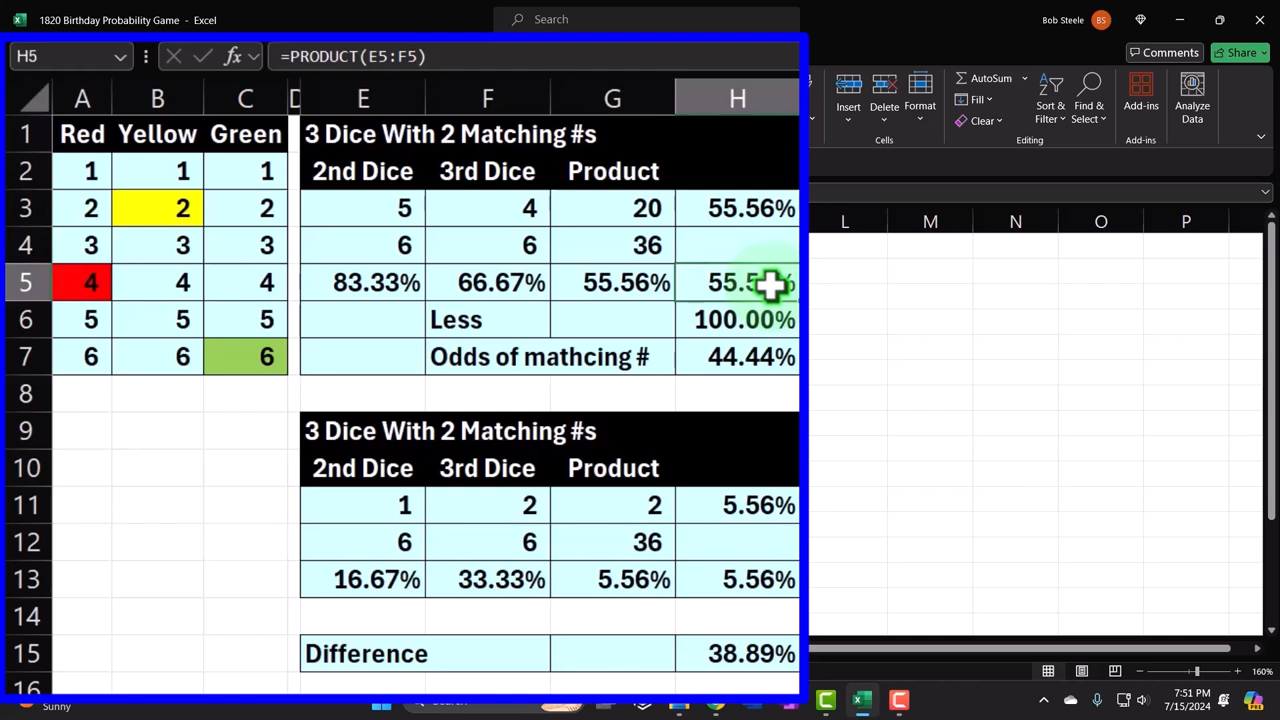 1820 Birthday Probability Game - Excel
Search
Bob Steele BS
H5 fx =PRODUCT(E5:F5)
Comments Share
Insert Delete Format
AutoSum
Fill
Clear
Sort & Filter
Find & Select
Add-ins
Analyze Data
Cells Editing Add-ins
A B C D E F G H
L M N O P
1 Red Yellow Green 3 Dice With 2 Matching #s
2 1 1 1 2nd Dice 3rd Dice Product
3 2 2 2 5 4 20 55.56%
4 3 3 3 6 6 36
5 4 4 4 83.33% 66.67% 55.56%
6 5 5 5 Less 100.00%
7 6 6 6 Odds of mathcing # 44.44%
8
9 3 Dice With 2 Matching #s
10 2nd Dice 3rd Dice Product
11 1 2 2 5.56%
12 6 6 36
13 16.67% 33.33% 5.56% 5.56%
14
15 Difference 38.89%
16
160%
Sunny
Search
7:51 PM
7/15/2024